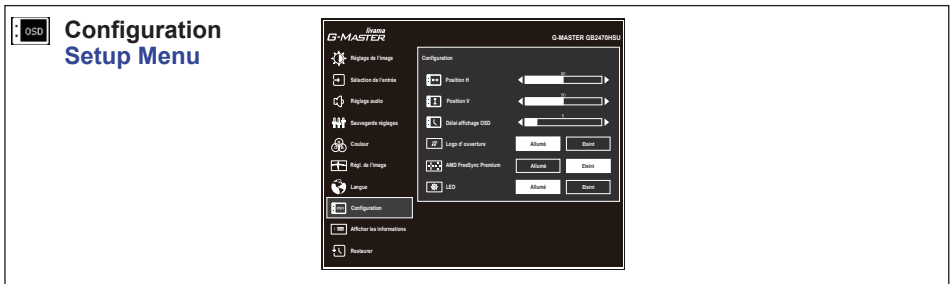 OSD
Configuration
Setup Menu
iiyama
G-MASTER
G-MASTER GB2470HSU
Réglage de l'image
Sélection de l'entrée
Réglage audio
Sauvegarde réglages
Couleur
Régl. de l'image
Langue
OSD
Configuration
Afficher les informations
Restaurer
Configuration
Position H
50
Position V
50
Délai affichage OSD
Logo d'ouverture
Allumé
Eteint
AMD FreeSync Premium
Allumé
Eteint
LED
Allumé
Eteint